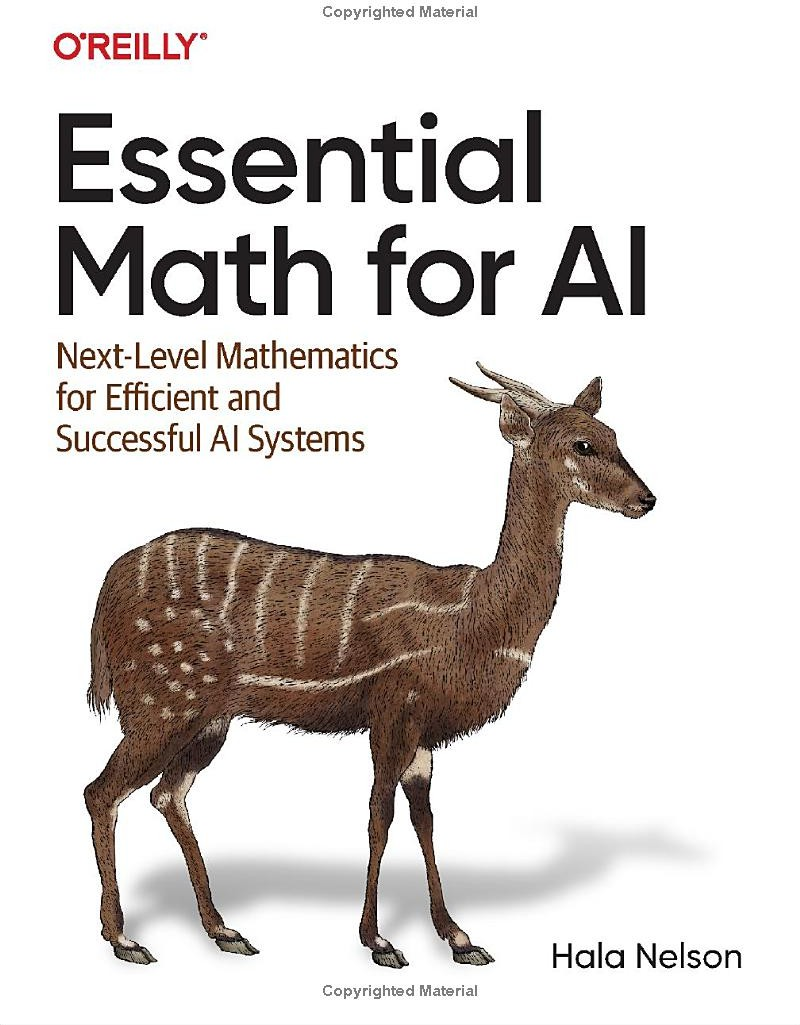 Copyrighted Material
O'REILLY®
Essential
Math for AI
Next-Level Mathematics
for Efficient and
Successful AI Systems
Hala Nelson
Copyrighted Material